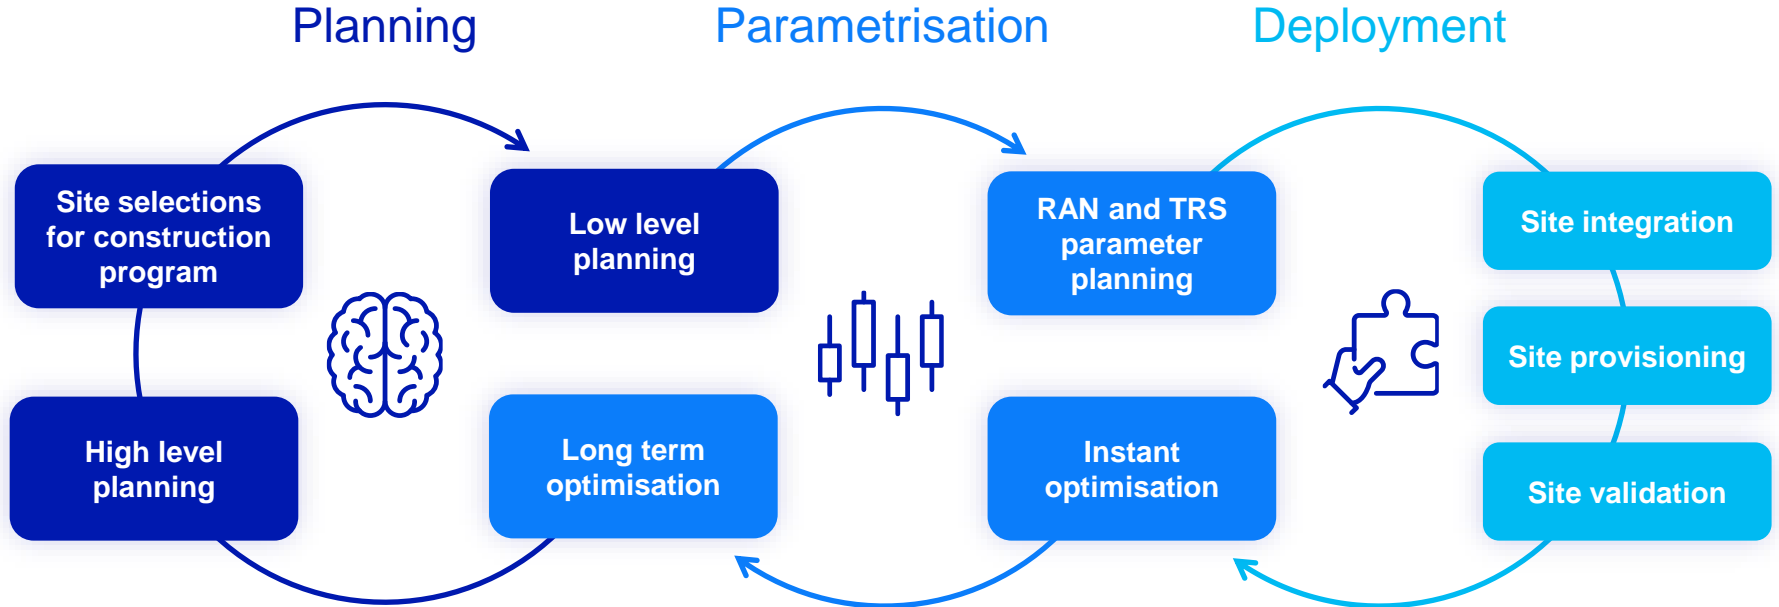 Planning
Parametrisation
Deployment
Site selections
for construction
program
Low level
planning
RAN and TRS
parameter
planning
Site integration
Site provisioning
Site validation
High level
planning
Long term
optimisation
Instant
optimisation